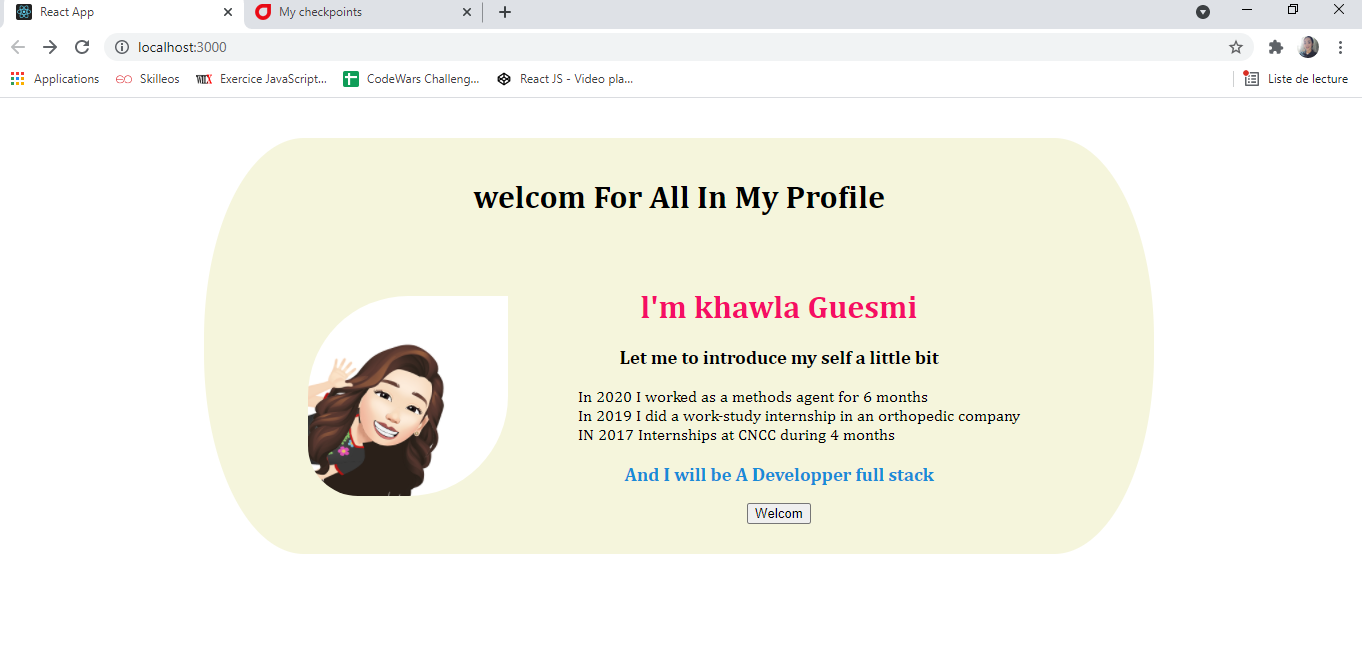 React App
My checkpoints
localhost:3000
Applications
Skilleos
Exercice JavaScript...
CodeWars Challeng...
React JS - Video pla...
Liste de lecture
welcom For All In My Profile
I'm khawla Guesmi
Let me to introduce my self a little bit
In 2020 I worked as a methods agent for 6 months
In 2019 I did a work-study internship in an orthopedic company
IN 2017 Internships at CNCC during 4 months
And I will be A Developper full stack
Welcom